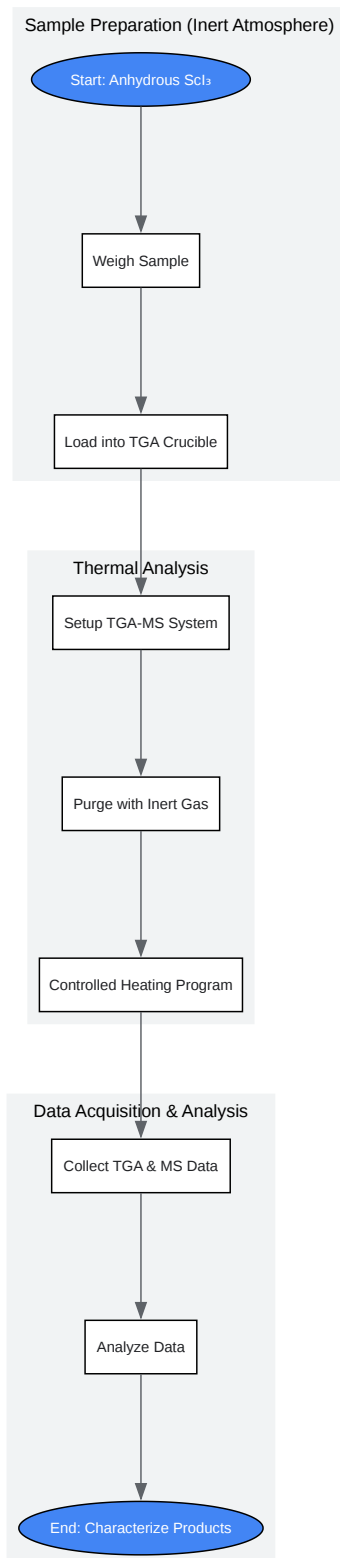 Sample Preparation (Inert Atmosphere)
Start: Anhydrous ScI₃
Weigh Sample
Load into TGA Crucible
Thermal Analysis
Setup TGA-MS System
Purge with Inert Gas
Controlled Heating Program
Data Acquisition & Analysis
Collect TGA & MS Data
Analyze Data
End: Characterize Products